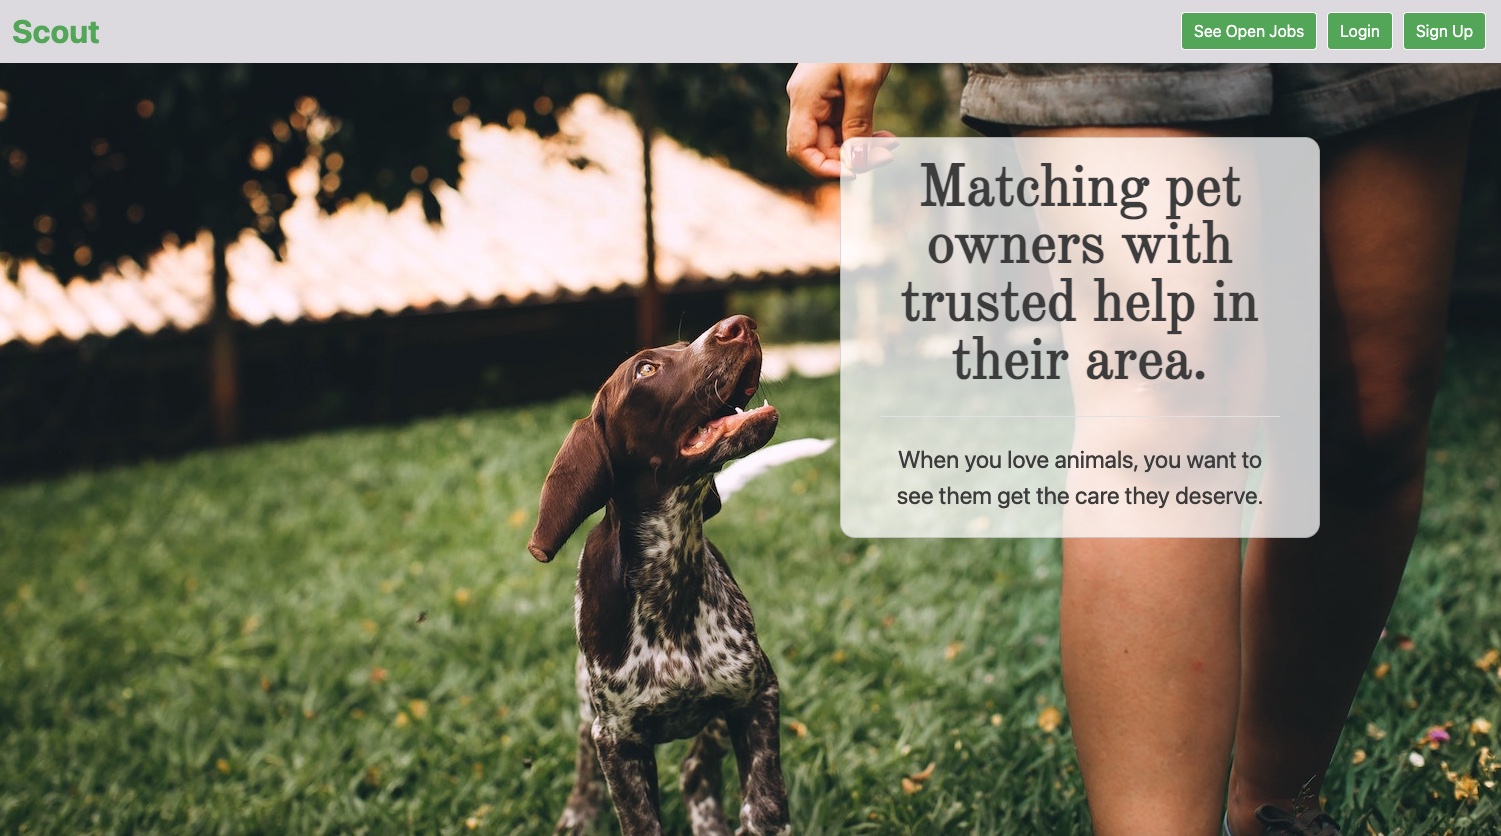 Scout
See Open Jobs
Login
Sign Up
Matching pet
owners with
trusted help in
their area.
When you love animals, you want to
see them get the care they deserve.